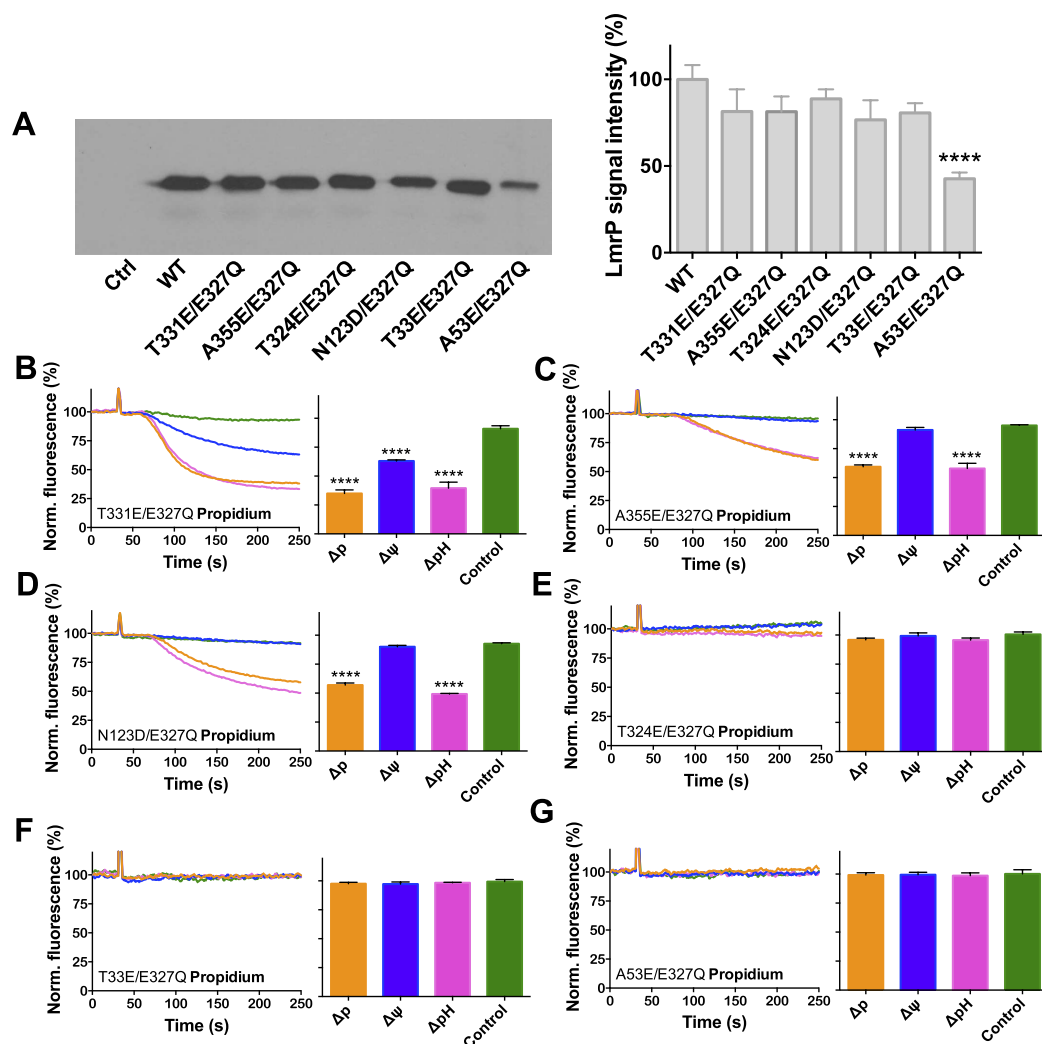 A
Ctrl
WT
T331E/E327Q
A355E/E327Q
T324E/E327Q
N123D/E327Q
T33E/E327Q
A53E/E327Q
LmrP signal intensity (%)
100
50
0
****
WT
T331E/E327Q
A355E/E327Q
T324E/E327Q
N123D/E327Q
T33E/E327Q
A53E/E327Q
B
Norm. fluorescence (%)
100
75
50
25
0
T331E/E327Q Propidium
0 50 100 150 200 250
Time (s)
**** **** ****
Δp Δψ ΔpH Control
C
Norm. fluorescence (%)
100
75
50
25
0
A355E/E327Q Propidium
0 50 100 150 200 250
Time (s)
**** ****
Δp Δψ ΔpH Control
D
Norm. fluorescence (%)
100
75
50
25
0
N123D/E327Q Propidium
0 50 100 150 200 250
Time (s)
**** ****
Δp Δψ ΔpH Control
E
Norm. fluorescence (%)
100
75
50
25
0
T324E/E327Q Propidium
0 50 100 150 200 250
Time (s)
Δp Δψ ΔpH Control
F
Norm. fluorescence (%)
100
75
50
25
0
T33E/E327Q Propidium
0 50 100 150 200 250
Time (s)
Δp Δψ ΔpH Control
G
Norm. fluorescence (%)
100
75
50
25
0
A53E/E327Q Propidium
0 50 100 150 200 250
Time (s)
Δp Δψ ΔpH Control